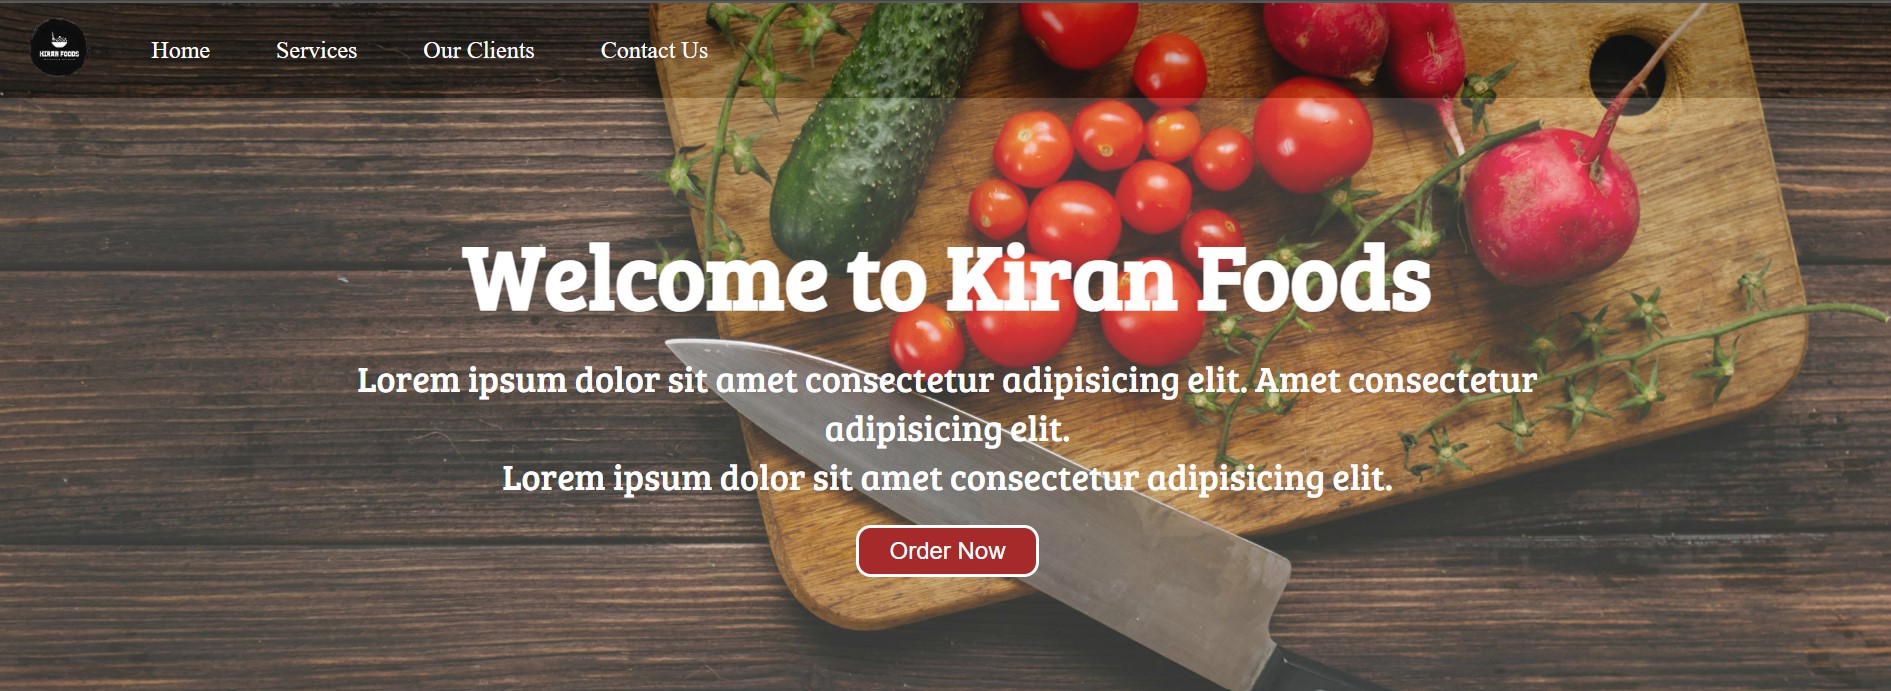 KIRAN FOODS
Home Services Our Clients Contact Us
Welcome to Kiran Foods
Lorem ipsum dolor sit amet consectetur adipisicing elit. Amet consectetur
adipisicing elit.
Lorem ipsum dolor sit amet consectetur adipisicing elit.
Order Now